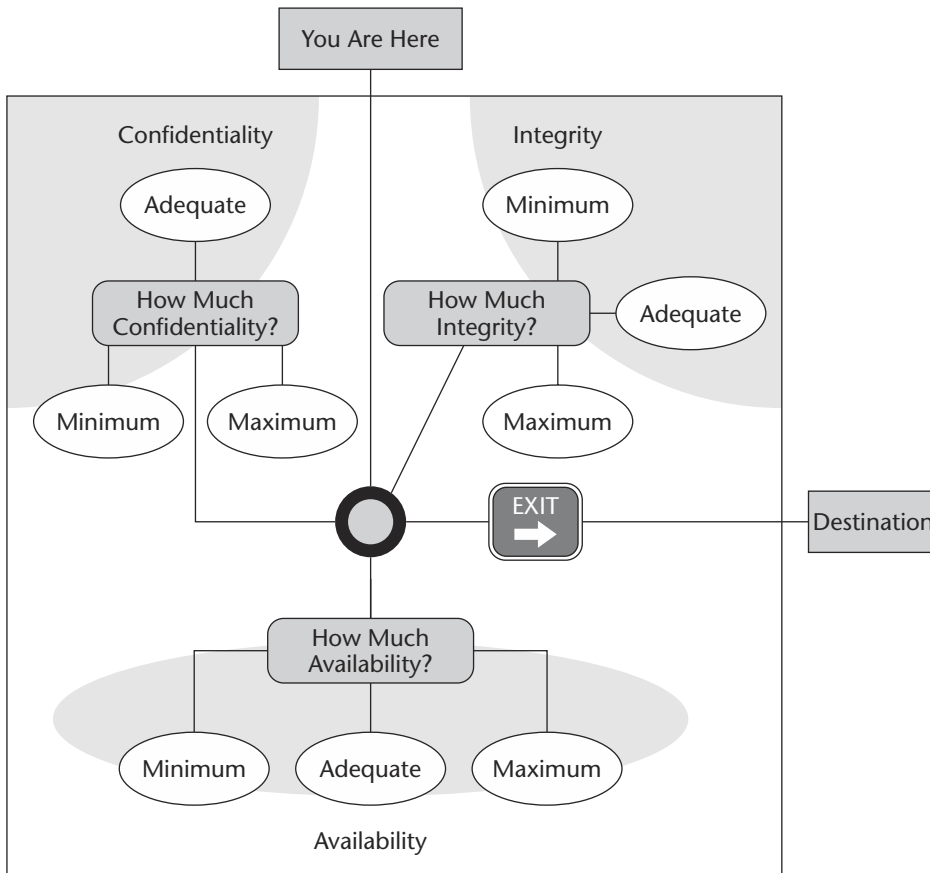 You Are Here
Confidentiality
Integrity
Adequate
Minimum
How Much
Confidentiality?
How Much
Integrity?
Adequate
Minimum
Maximum
Maximum
EXIT
Destination
How Much
Availability?
Minimum
Adequate
Maximum
Availability